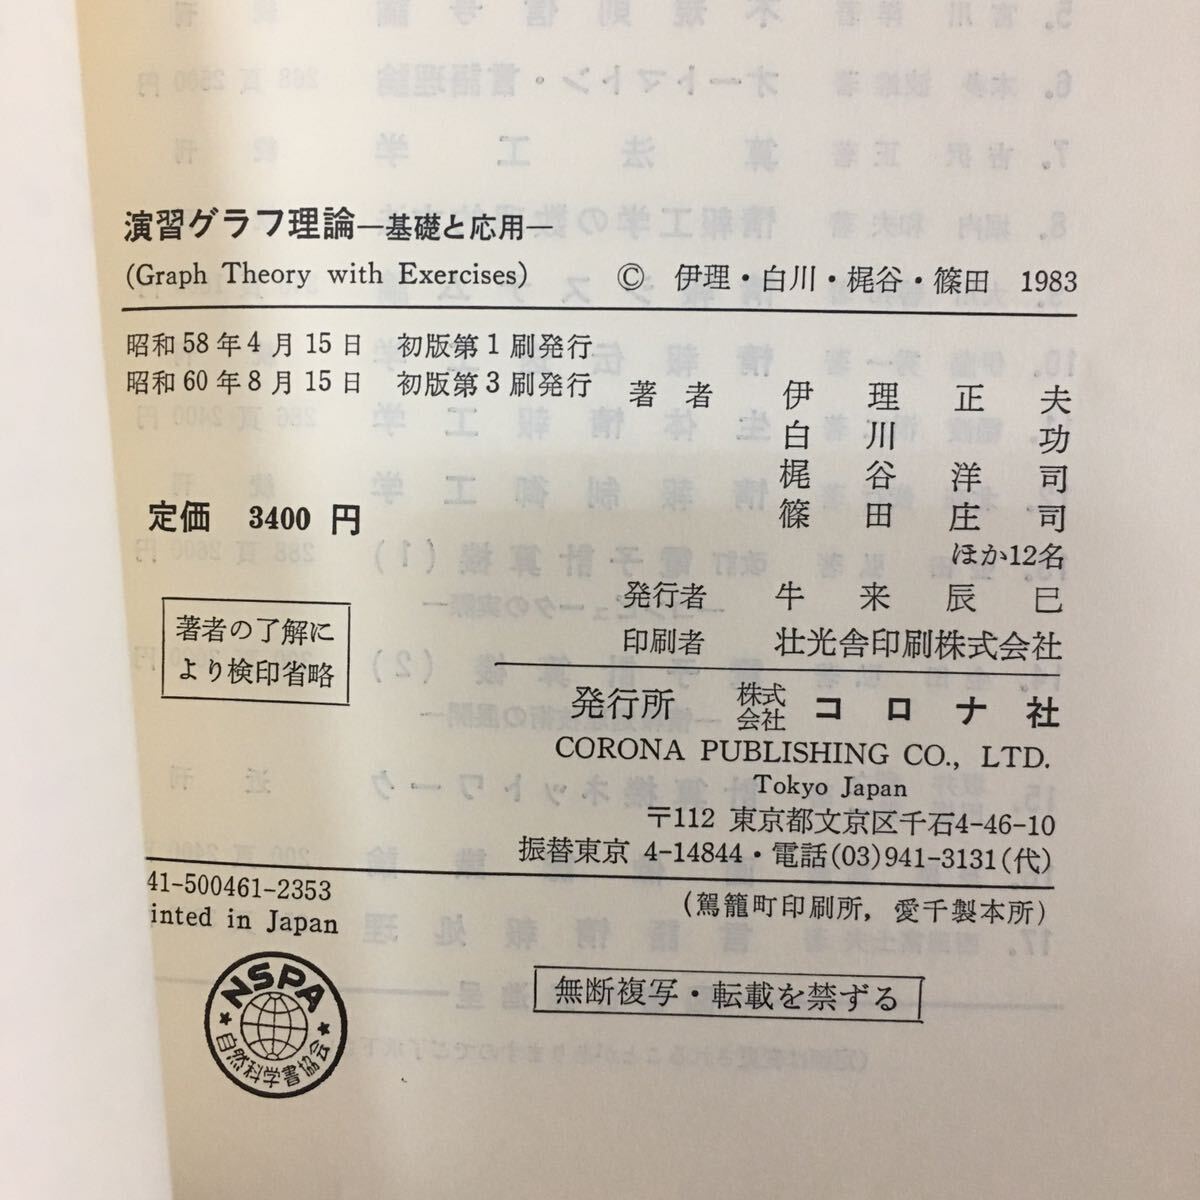 演習グラフ理論―基礎と応用―
(Graph Theory with Exercises)
© 伊理・白川・梶谷・篠田 1983
昭和58年4月15日 初版第1刷発行
昭和60年8月15日 初版第3刷発行
著者 伊理正夫
白川功
梶谷洋司
篠田庄司
ほか12名
定価 3400円
発行者 牛来辰巳
著者の了解に
より検印省略
印刷者 壮光舎印刷株式会社
発行所 株式会社 コロナ社
CORONA PUBLISHING CO., LTD.
Tokyo Japan
〒112 東京都文京区千石4-46-10
振替東京 4-14844・電話(03)941-3131(代)
41-500461-2353
inted in Japan
(駕籠町印刷所, 愛千製本所)
NSPA
自然科学書協会
無断複写・転載を禁ずる